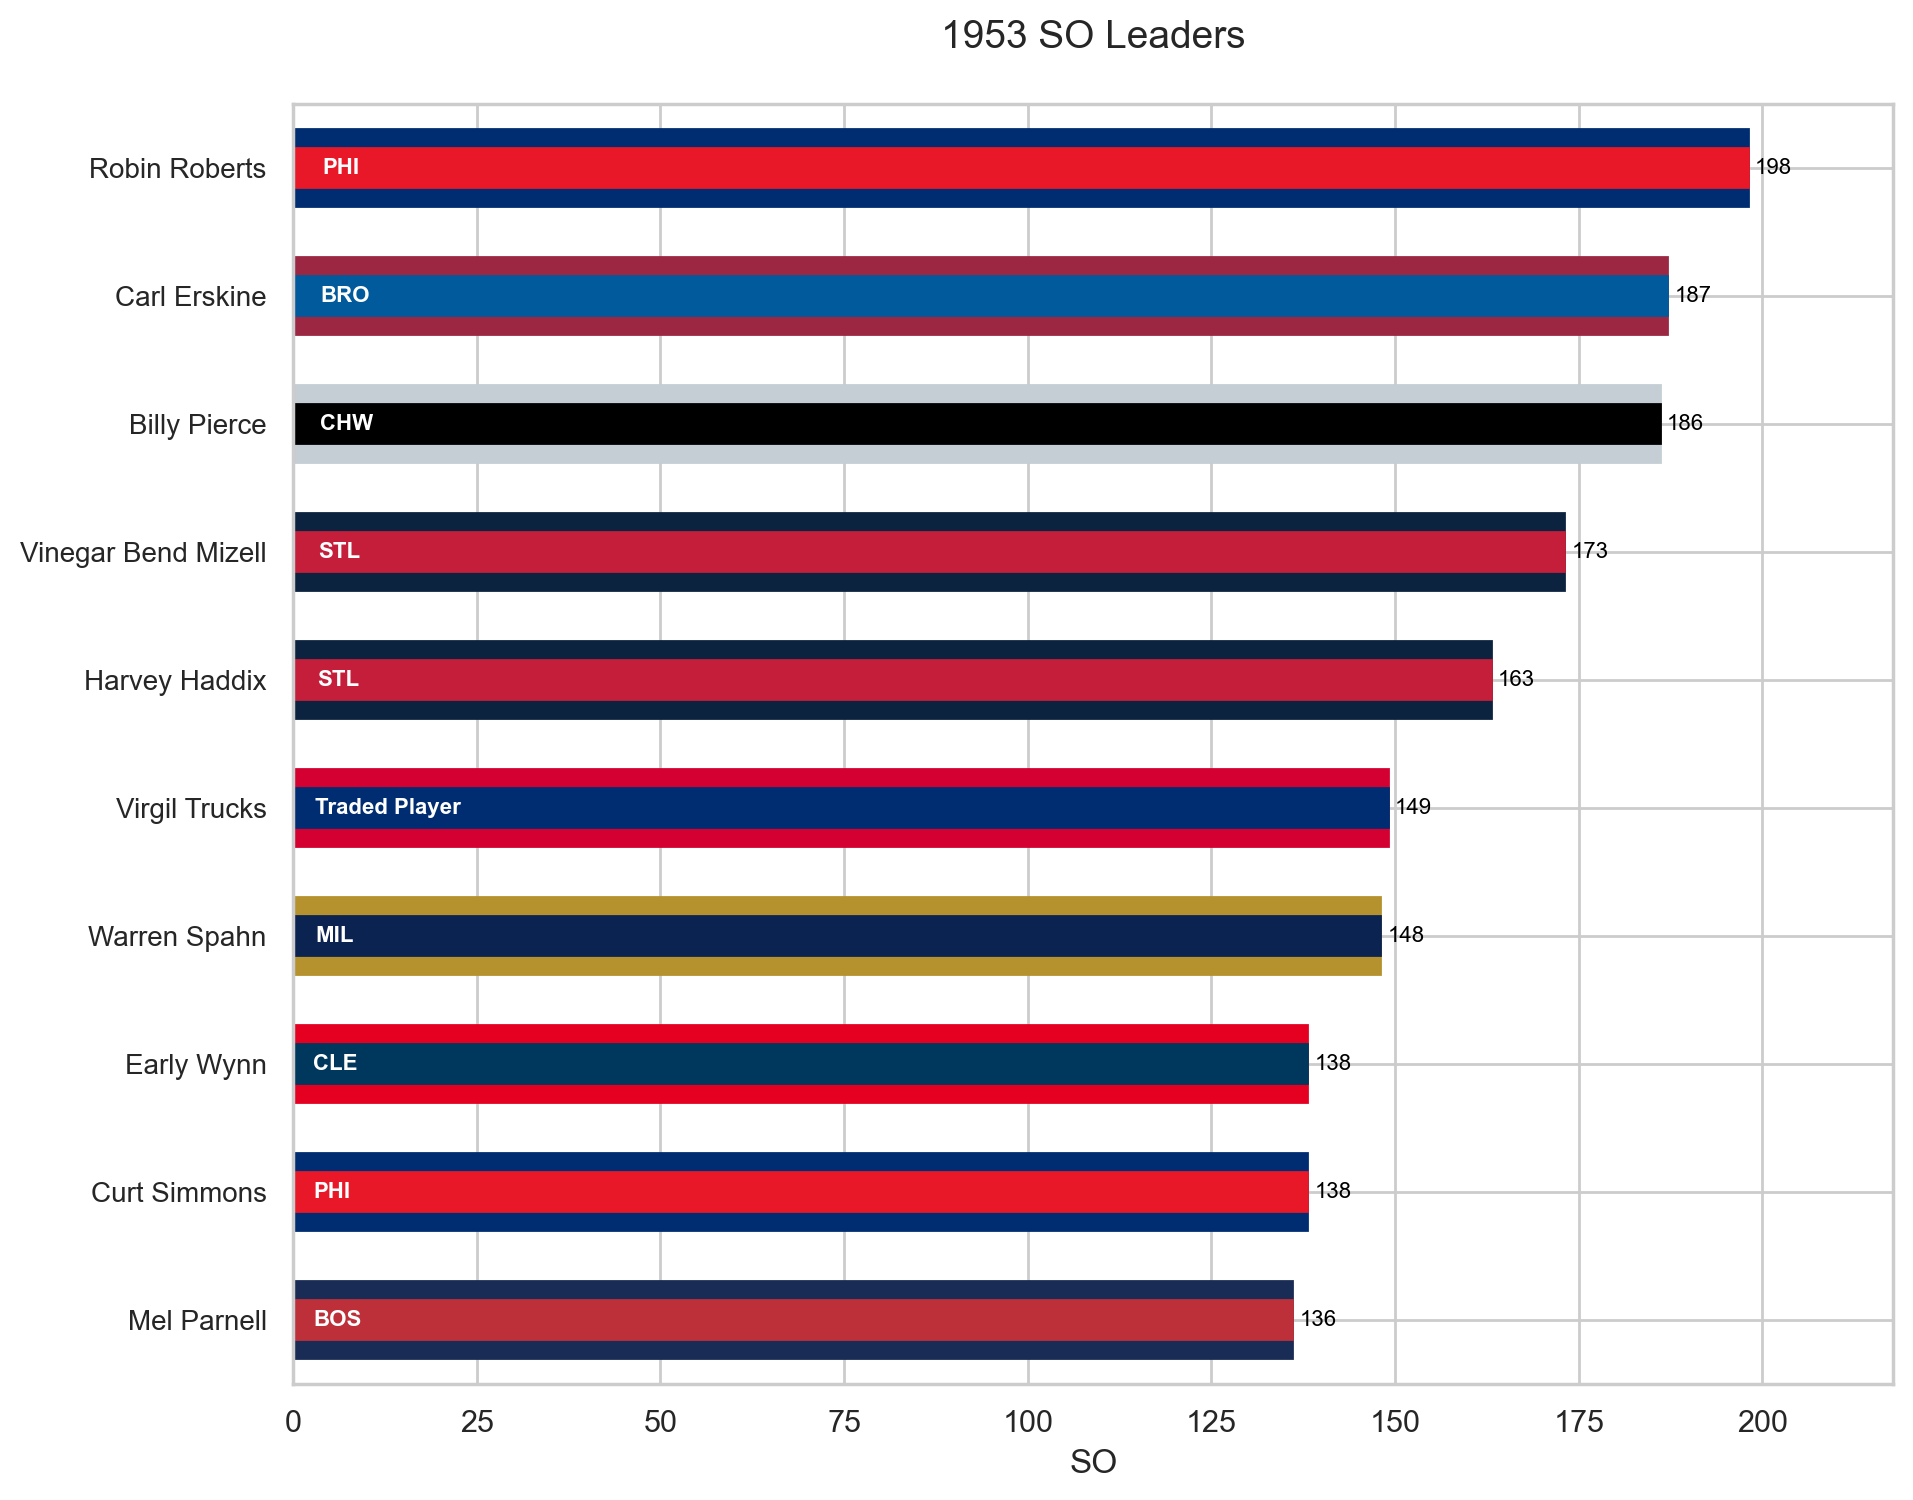 1953 SO Leaders
Robin Roberts PHI 198
Carl Erskine BRO 187
Billy Pierce CHW 186
Vinegar Bend Mizell STL 173
Harvey Haddix STL 163
Virgil Trucks Traded Player 149
Warren Spahn MIL 148
Early Wynn CLE 138
Curt Simmons PHI 138
Mel Parnell BOS 136
0 25 50 75 100 125 150 175 200
SO